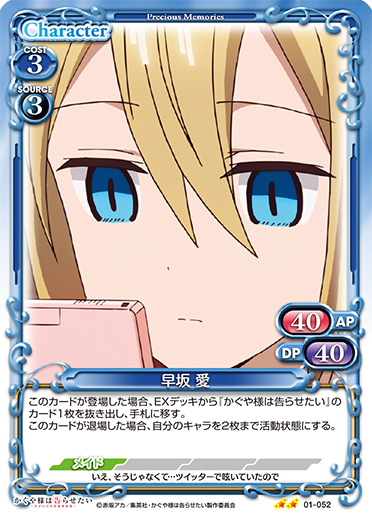 Precious Memories
Character
COST
3
SOURCE
3
40 AP
DP 40
早坂 愛
このカードが登場した場合、EXデッキから『かぐや様は告らせたい』の
カード1枚を抜き出し、手札に移す。
このカードが退場した場合、自分のキャラを2枚まで活動状態にする。
メイド
いえ、そうじゃなくて…ツイッターで呟いていたので
かぐや様は告らせたい
©赤坂アカ/集英社・かぐや様は告らせたい製作委員会
01-052